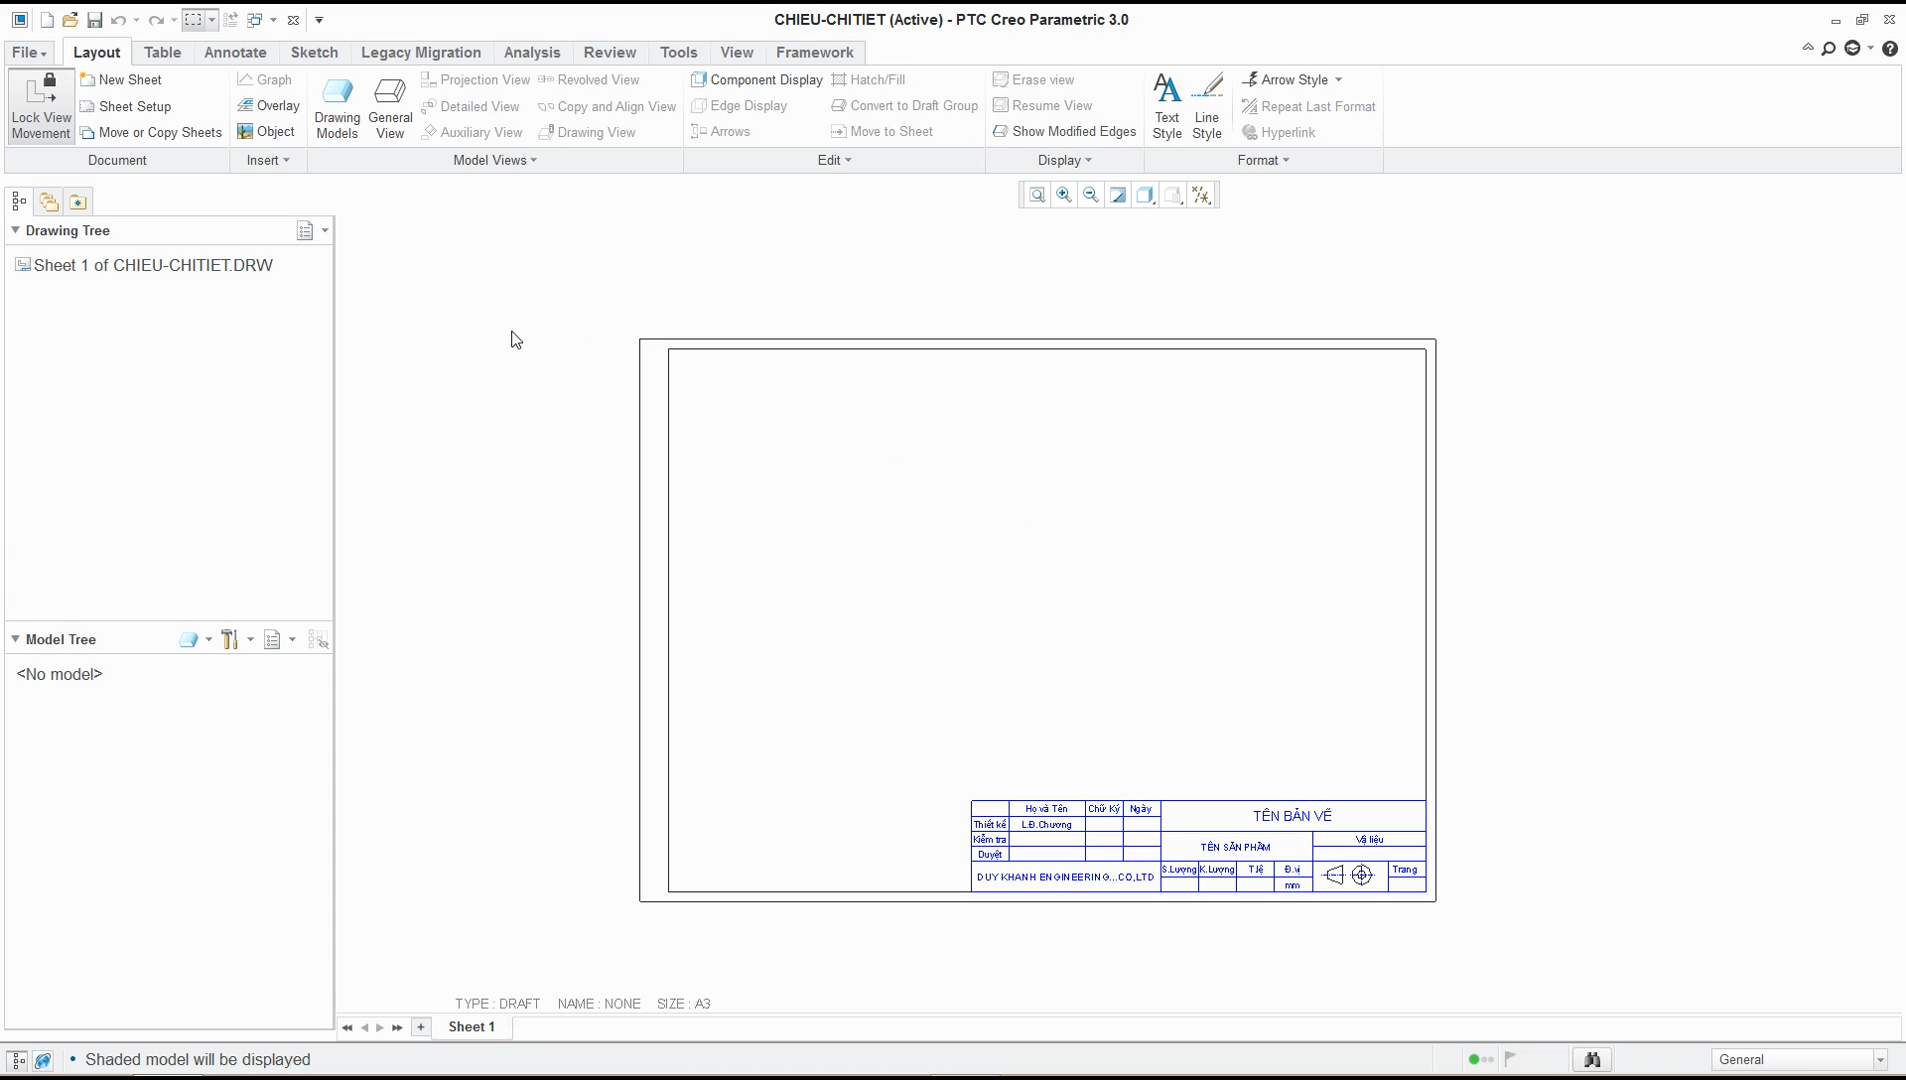 CHIEU-CHITIET (Active) - PTC Creo Parametric 3.0
File Layout Table Annotate Sketch Legacy Migration Analysis Review Tools View Framework
Lock View Movement
New Sheet
Sheet Setup
Move or Copy Sheets
Document
Graph
Overlay
Object
Insert
Drawing Models
General View
Projection View
Detailed View
Auxiliary View
Revolved View
Copy and Align View
Drawing View
Model Views
Component Display
Edge Display
Arrows
Hatch/Fill
Convert to Draft Group
Move to Sheet
Edit
Erase view
Resume View
Show Modified Edges
Display
Text Style
Line Style
Arrow Style
Repeat Last Format
Hyperlink
Format
Drawing Tree
Sheet 1 of CHIEU-CHITIET.DRW
Model Tree
<No model>
Họ và Tên Chữ Ký Ngày
Thiết kế L.Đ.Chương
Kiểm tra
Duyệt
DUY KHANH ENGINEERING...CO,LTD
TÊN BẢN VẼ
TÊN SẢN PHẨM
Vậ liệu
S.Lượng K.Lượng T.lệ Đ.vị
mm
Trang
TYPE : DRAFT NAME : NONE SIZE : A3
Sheet 1
• Shaded model will be displayed
General